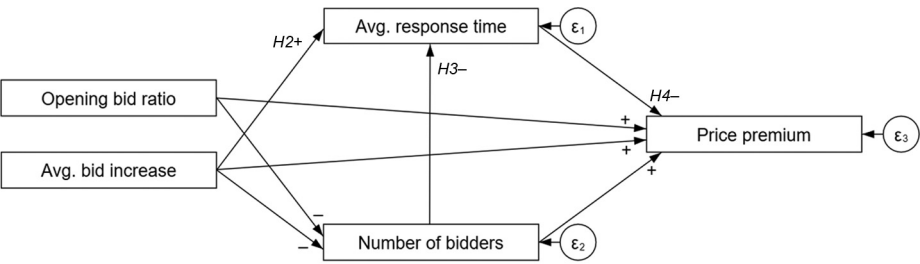 Avg. response time
ε1
H2+
H3–
Opening bid ratio
H4–
+
Price premium
ε3
+
Avg. bid increase
+
–
–
Number of bidders
ε2